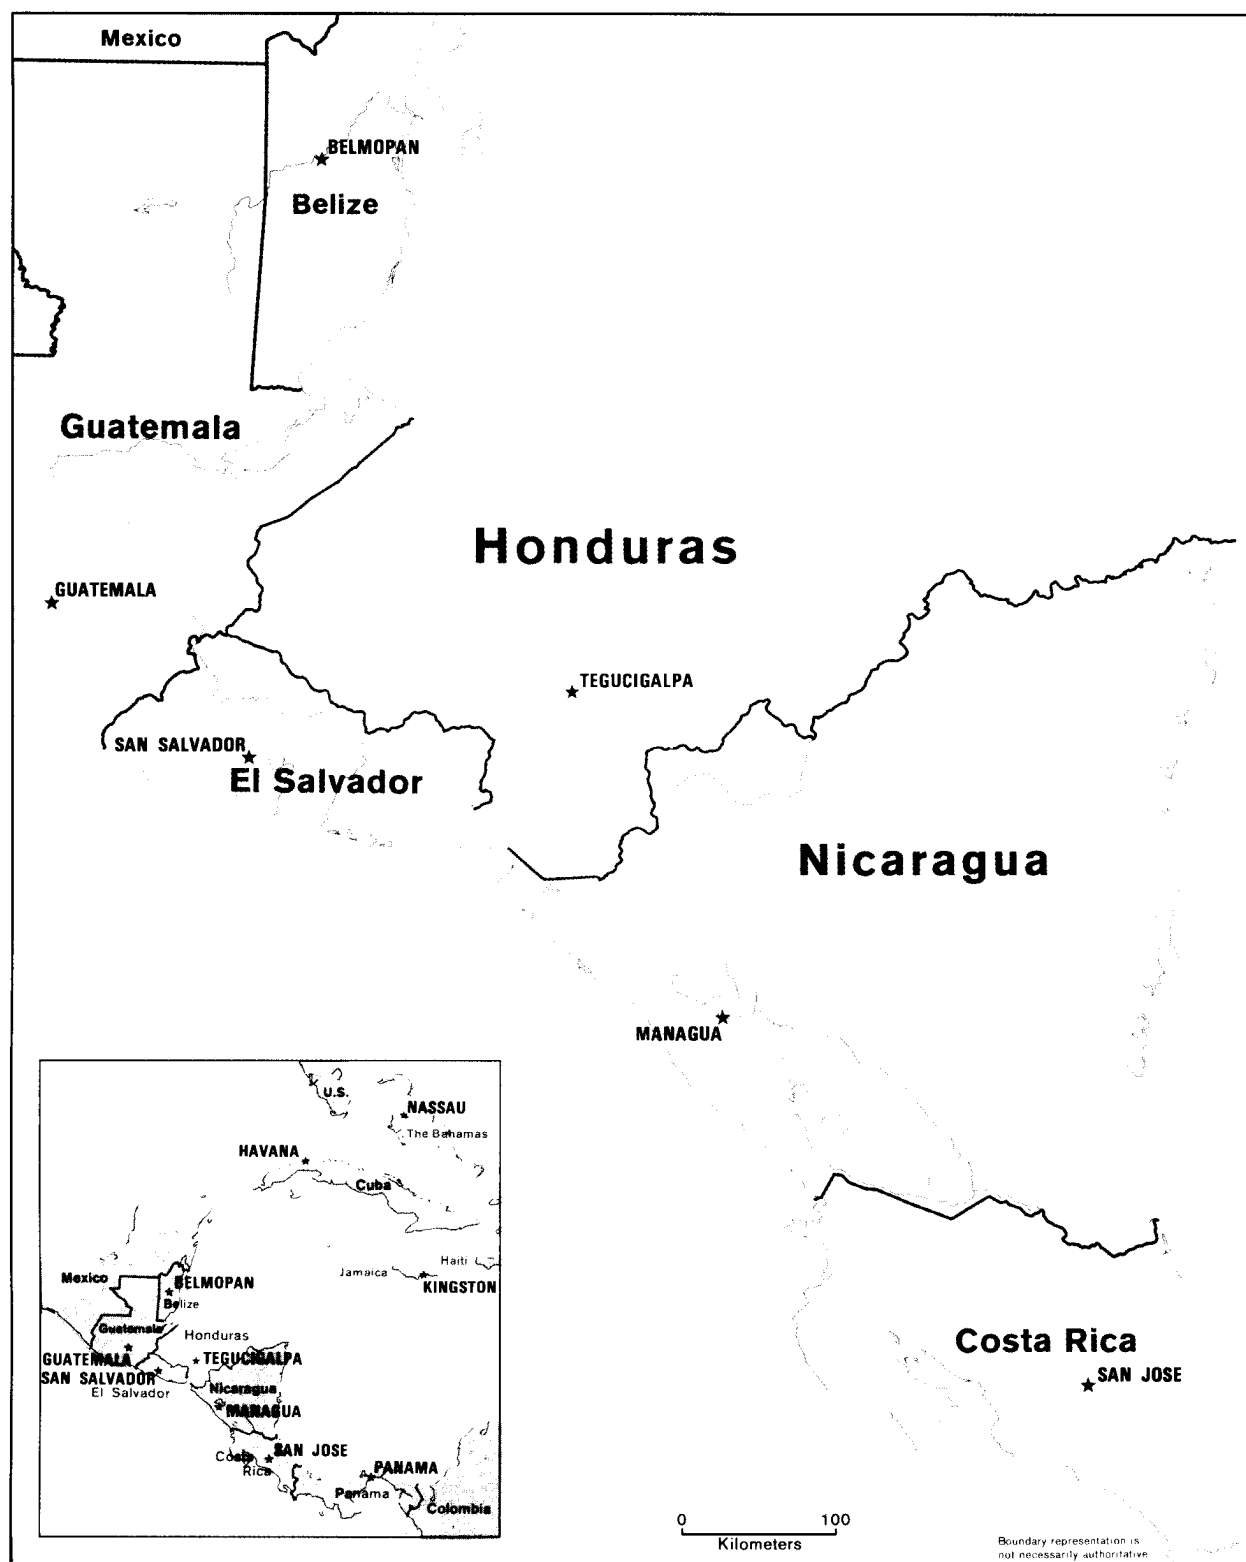 Mexico
BELMOPAN
Belize
Guatemala
Honduras
GUATEMALA
TEGUCIGALPA
SAN SALVADOR
El Salvador
Nicaragua
MANAGUA
Costa Rica
SAN JOSE
U.S.
NASSAU
The Bahamas
HAVANA
Cuba
Haiti
Jamaica
KINGSTON
Mexico
BELMOPAN
Belize
Guatemala
Honduras
GUATEMALA
TEGUCIGALPA
SAN SALVADOR
El Salvador
Nicaragua
MANAGUA
SAN JOSE
Costa
Rica
PANAMA
Panama
Colombia
0 100
Kilometers
Boundary representation is
not necessarily authoritative